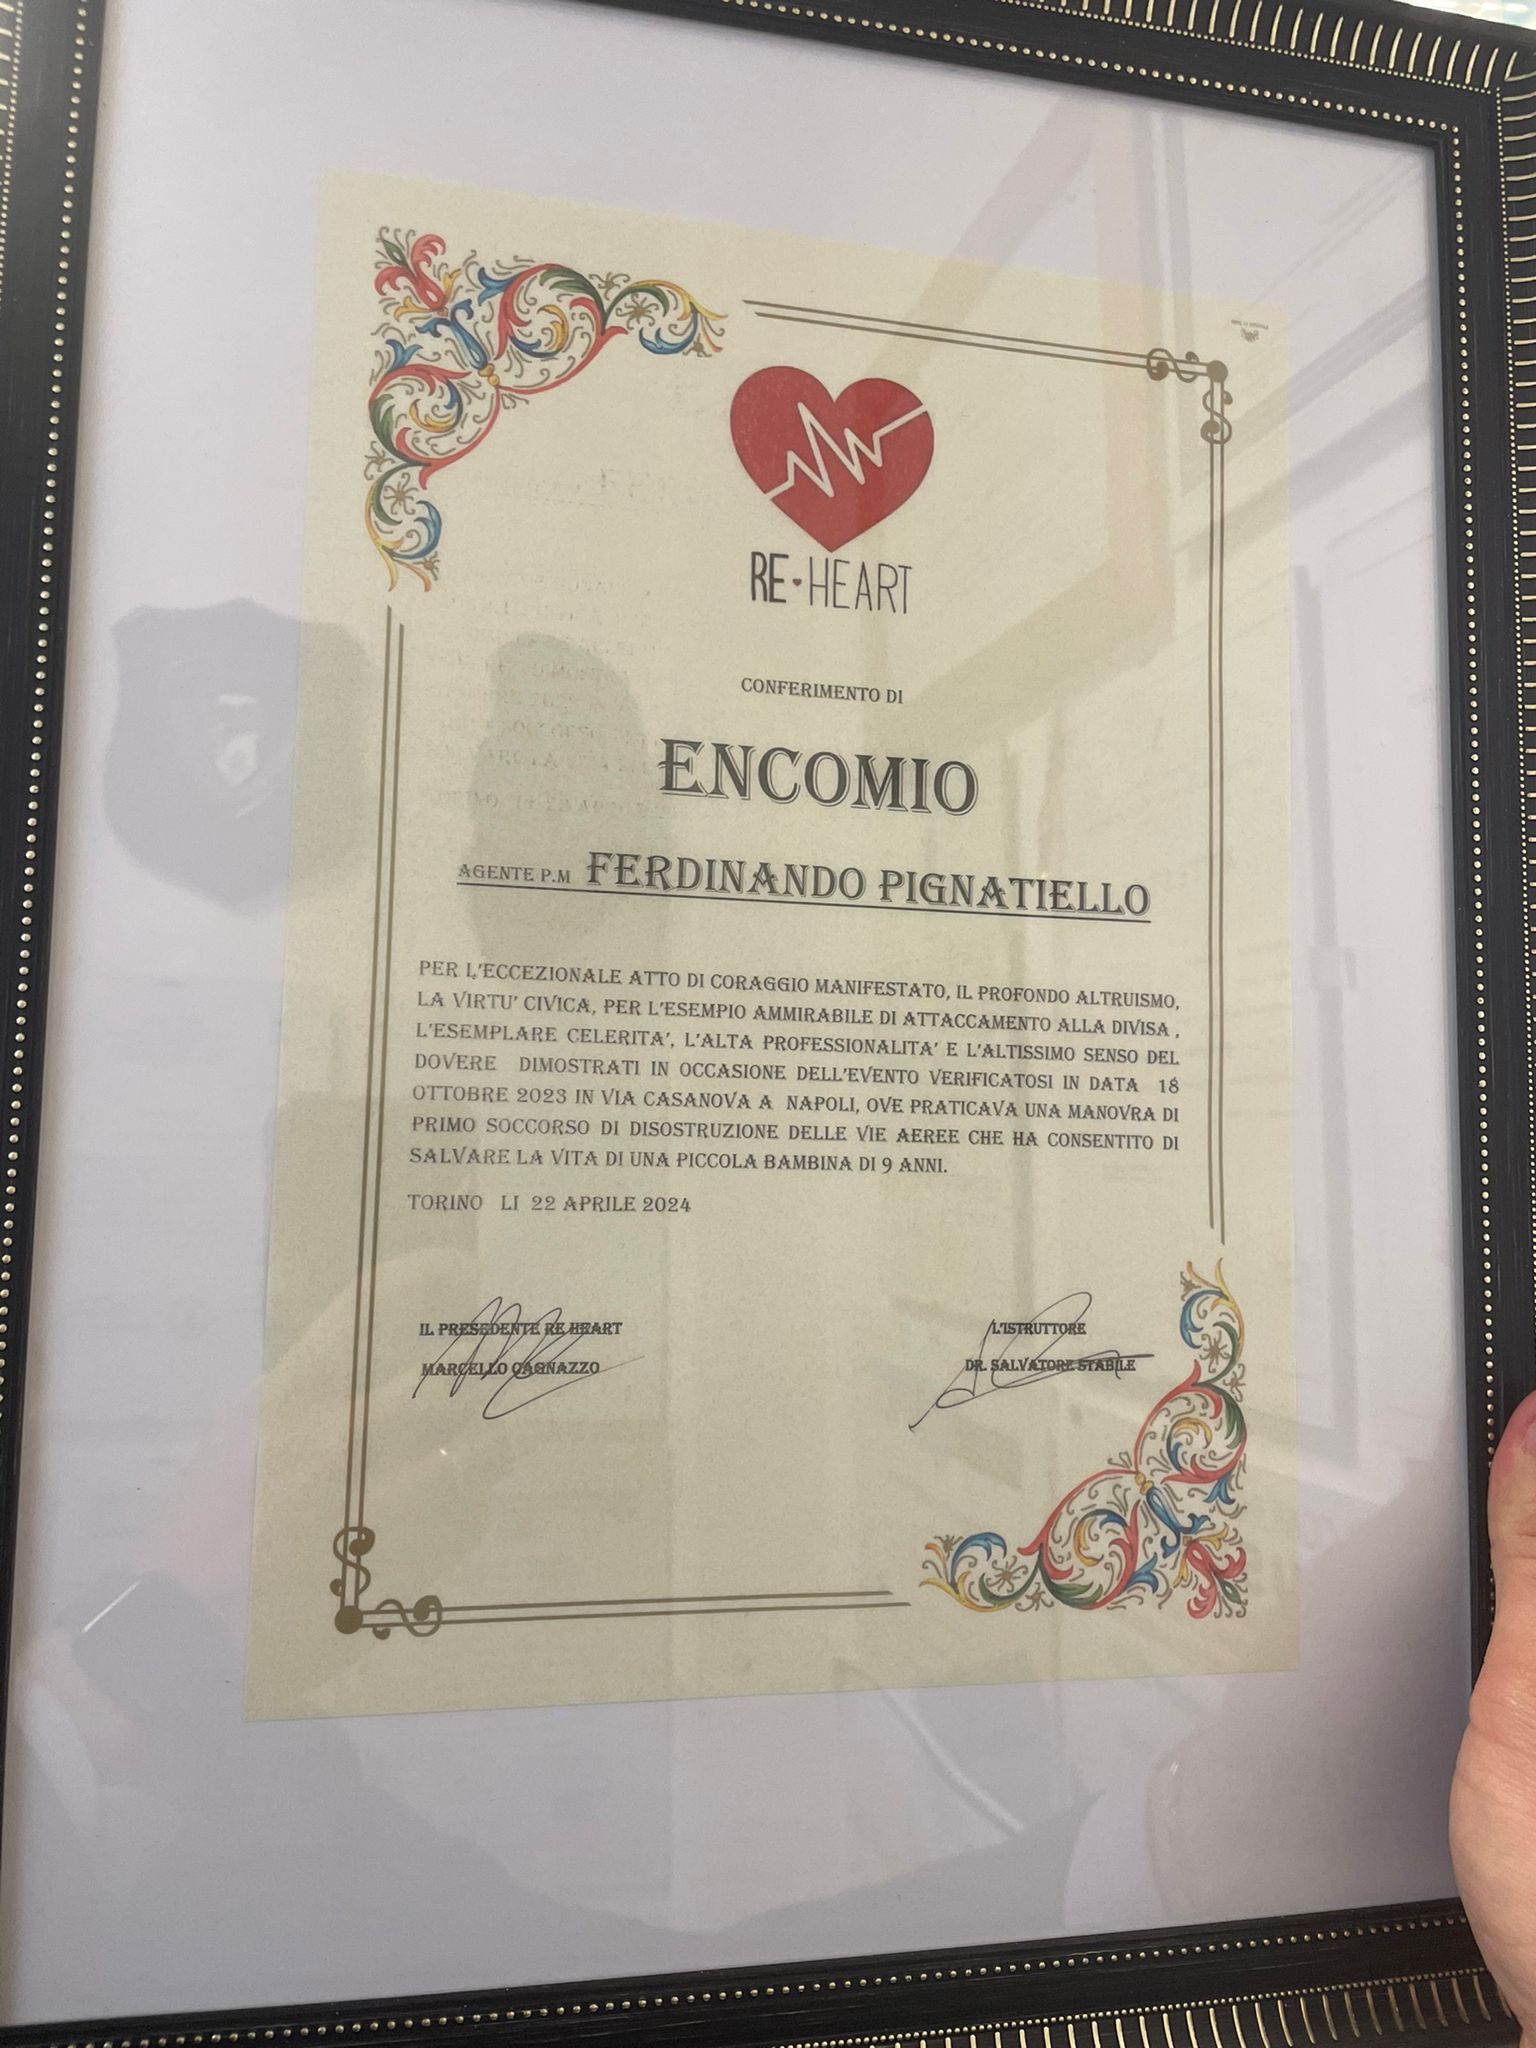 RE HEART
CONFERIMENTO DI
ENCOMIO
AGENTE P.M FERDINANDO PIGNATIELLO
PER L'ECCEZIONALE ATTO DI CORAGGIO MANIFESTATO, IL PROFONDO ALTRUISMO,
LA VIRTU' CIVICA, PER L'ESEMPIO AMMIRABILE DI ATTACCAMENTO ALLA DIVISA ,
L'ESEMPLARE CELERITA', L'ALTA PROFESSIONALITA' E L'ALTISSIMO SENSO DEL
DOVERE DIMOSTRATI IN OCCASIONE DELL'EVENTO VERIFICATOSI IN DATA 18
OTTOBRE 2023 IN VIA CASANOVA A NAPOLI, OVE PRATICAVA UNA MANOVRA DI
PRIMO SOCCORSO DI DISOSTRUZIONE DELLE VIE AEREE CHE HA CONSENTITO DI
SALVARE LA VITA DI UNA PICCOLA BAMBINA DI 9 ANNI.
TORINO LI 22 APRILE 2024
IL PRESEDENTE RE HEART
MARCELLO CAGNAZZO
L'ISTRUTTORE
DR. SALVATORE STABILE